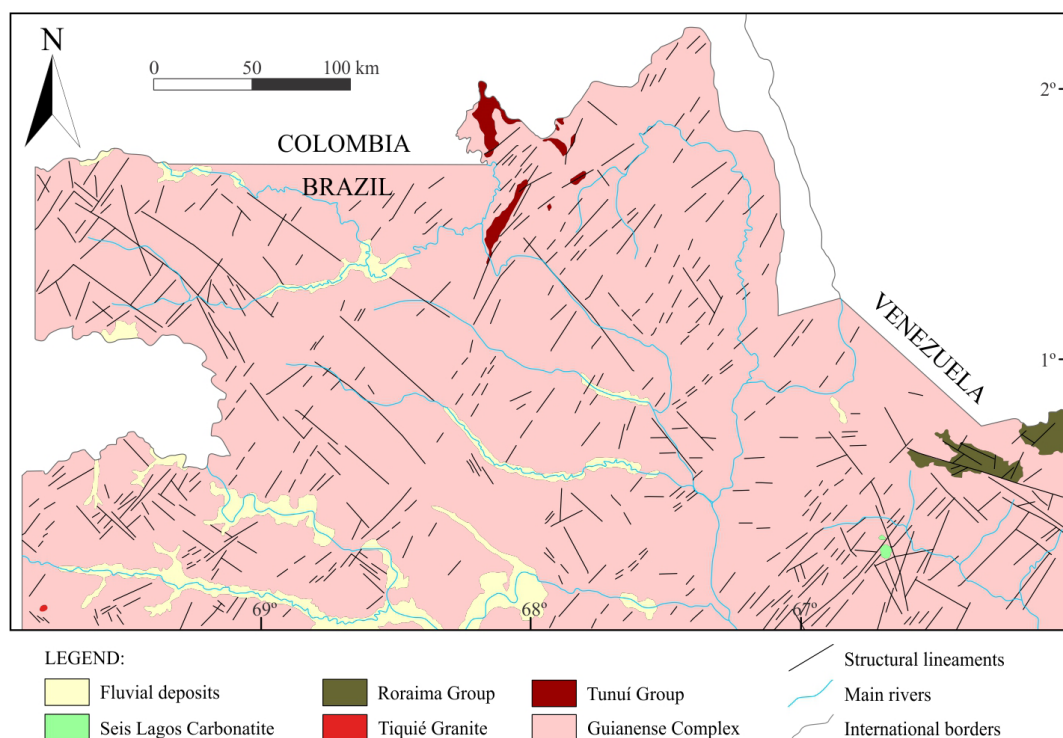 N
0 50 100 km
2º
COLOMBIA
BRAZIL
VENEZUELA
1º
69º 68º 67º
LEGEND:
Fluvial deposits
Seis Lagos Carbonatite
Roraima Group
Tiquié Granite
Tunuí Group
Guianense Complex
Structural lineaments
Main rivers
International borders